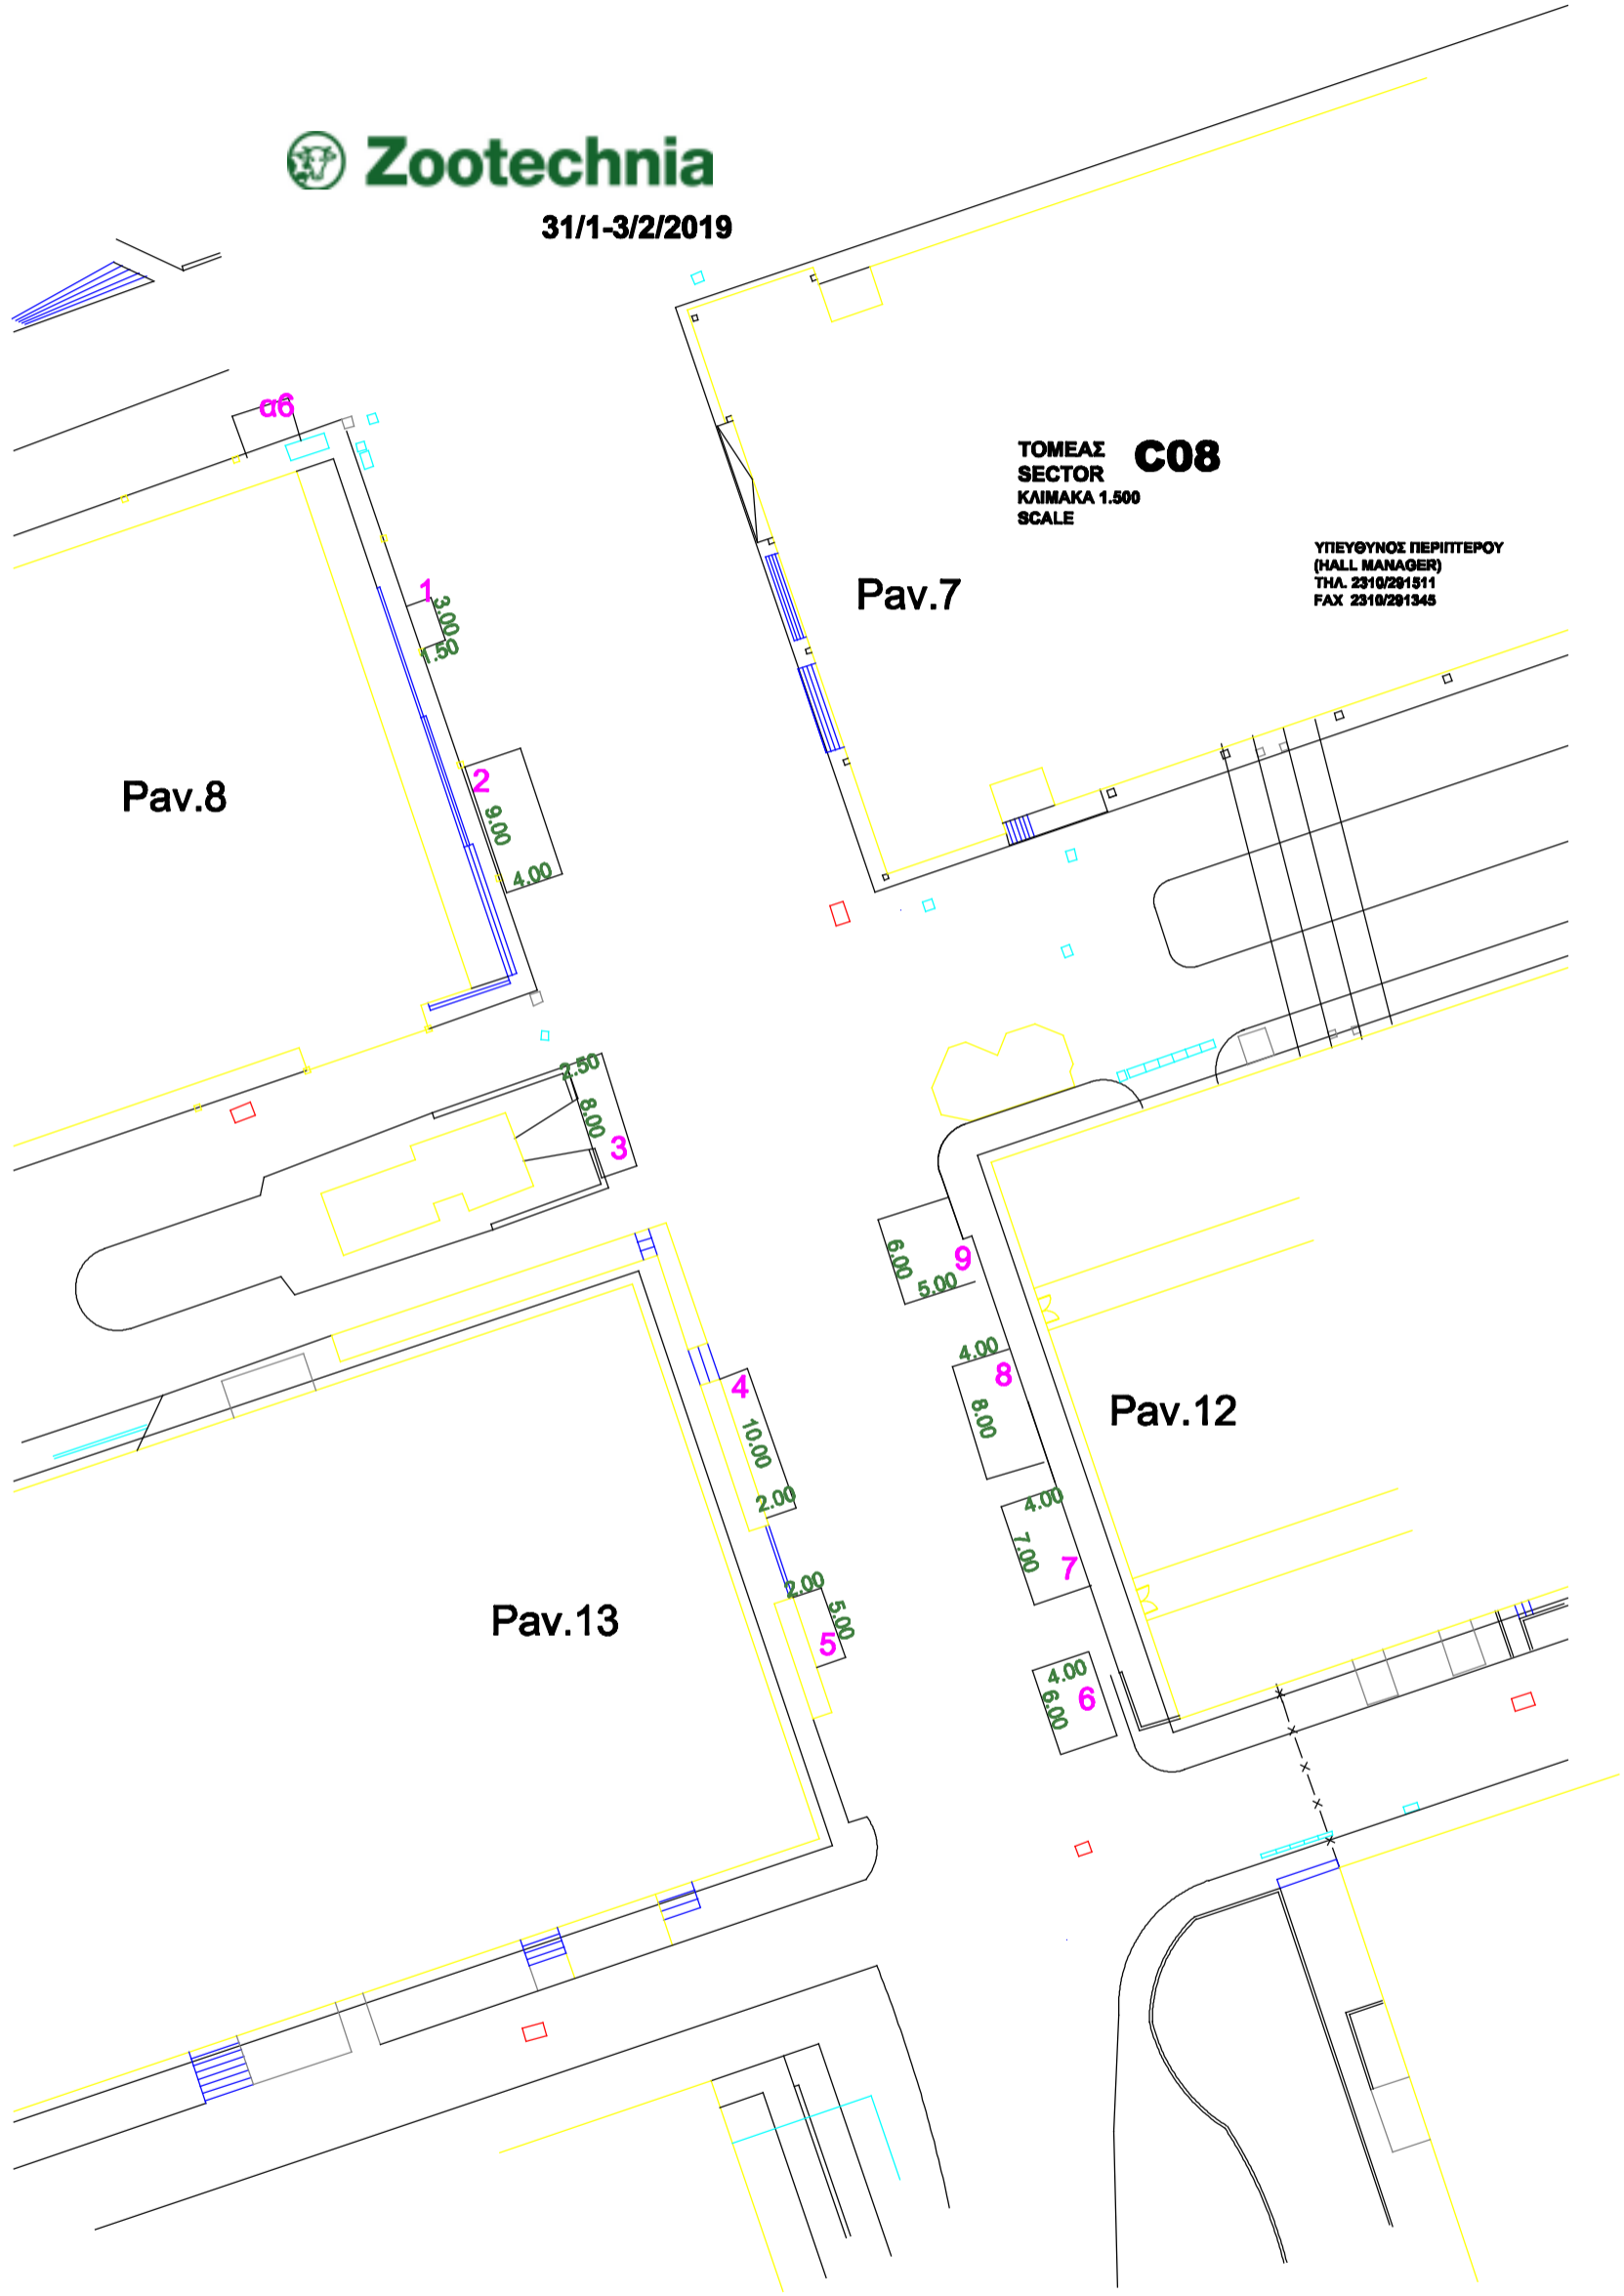 Zootechnia
31/1-3/2/2019
α6
ΤΟΜΕΑΣ C08
SECTOR
ΚΛΙΜΑΚΑ 1.500
SCALE
ΥΠΕΥΘΥΝΟΣ ΠΕΡΙΠΤΕΡΟΥ
(HALL MANAGER)
ΤΗΛ. 2310/291511
FAX 2310/291345
Pav.7
1
3.00
1.50
Pav.8
2
9.00
4.00
2.50
8.00
3
9
6.00
5.00
4.00
8
8.00
Pav.12
4
10.00
2.00
4.00
7.00
7
2.00
5.00
5
Pav.13
4.00
6.00
6